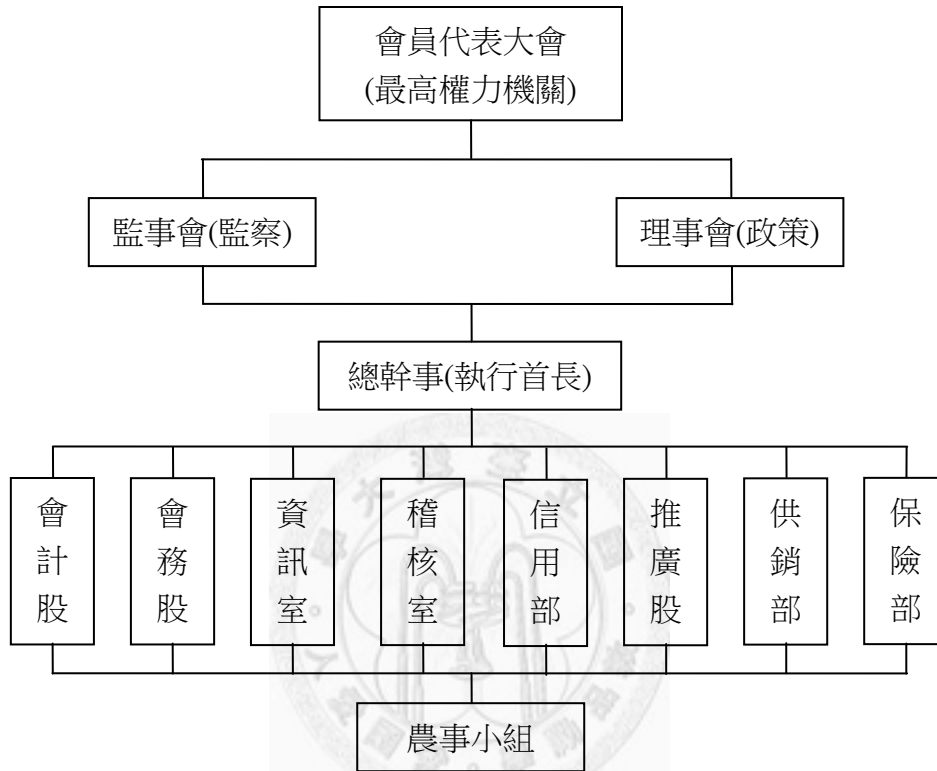 會員代表大會
(最高權力機關)
監事會(監察)
理事會(政策)
總幹事(執行首長)
會計股
會務股
資訊室
稽核室
信用部
推廣股
供銷部
保險部
農事小組